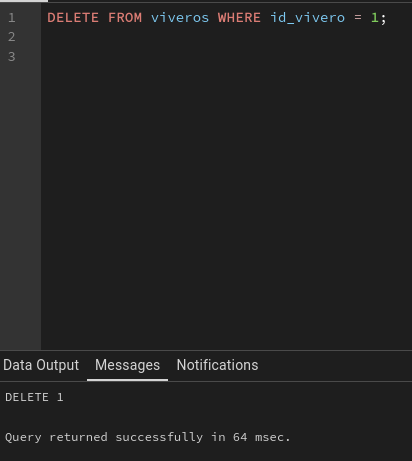 1 DELETE FROM viveros WHERE id_vivero = 1;
2
3
Data Output Messages Notifications
DELETE 1
Query returned successfully in 64 msec.